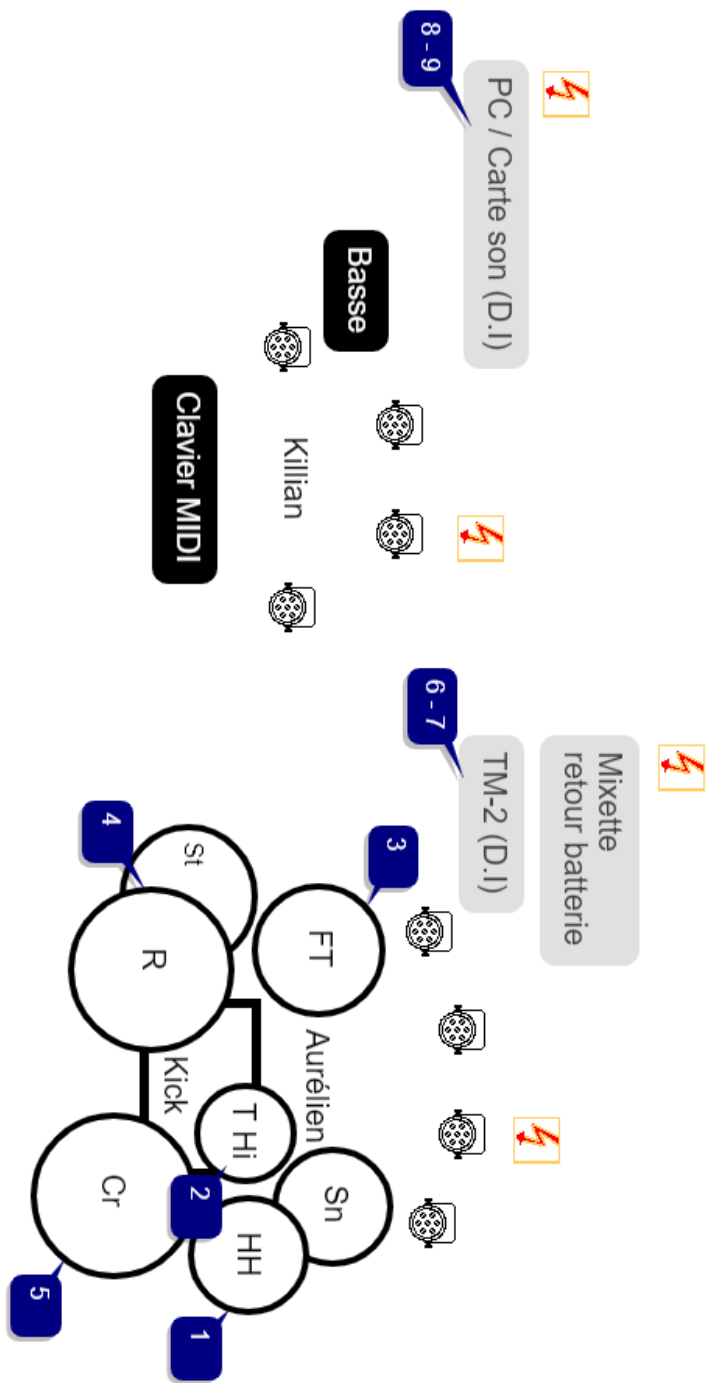 Mixette
retour batterie
PC / Carte son (D.I)
TM-2 (D.I)
8 - 9
6 - 7
Basse
3
FT
Aurélien
Sn
Killian
Clavier MIDI
St
T Hi
HH
Kick
2
1
R
4
Cr
5